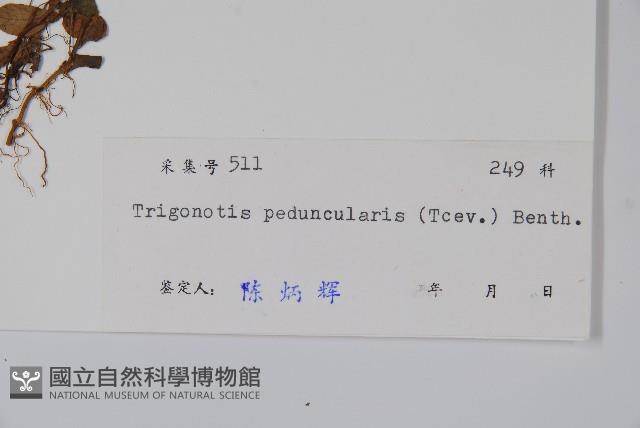 采集号 511 249 科
Trigonotis peduncularis (Tcev.) Benth.
鉴定人: 陈炳辉 年 月 日
國立自然科學博物館
NATIONAL MUSEUM OF NATURAL SCIENCE